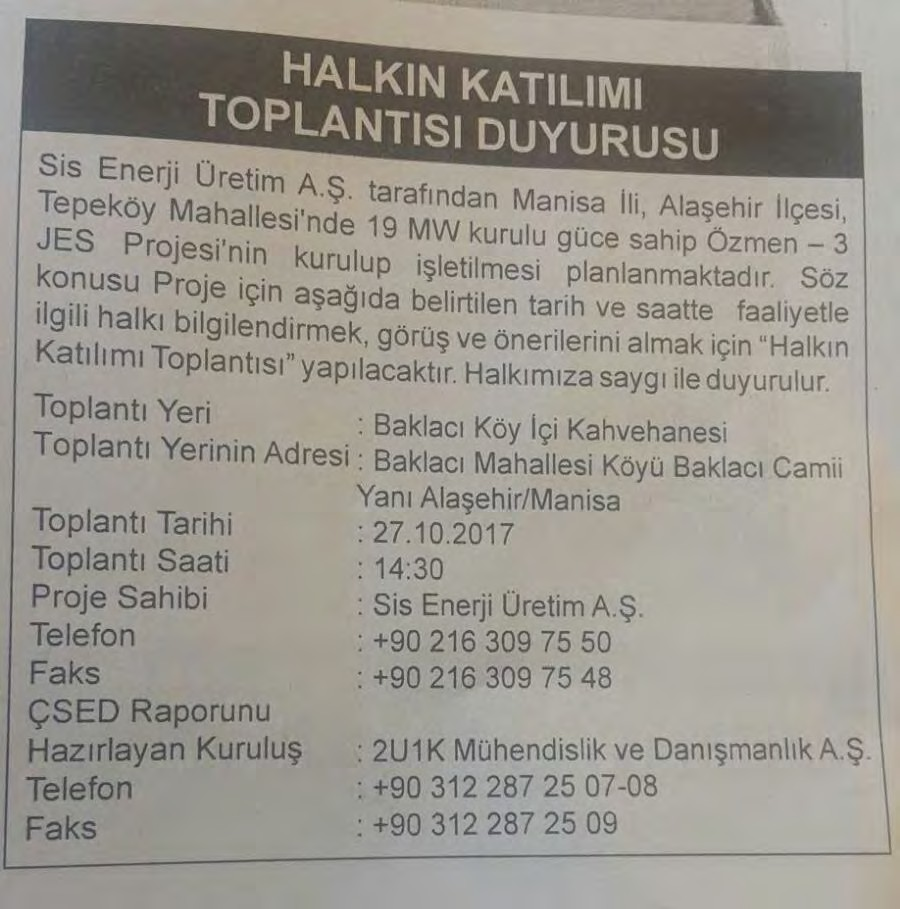 HALKIN KATILIMI
TOPLANTISI DUYURUSU
Sis Enerji Üretim A.Ş. tarafından Manisa İli, Alaşehir İlçesi,
Tepeköy Mahallesi'nde 19 MW kurulu güce sahip Özmen – 3
JES Projesi'nin kurulup işletilmesi planlanmaktadır. Söz
konusu Proje için aşağıda belirtilen tarih ve saatte faaliyetle
ilgili halkı bilgilendirmek, görüş ve önerilerini almak için “Halkın
Katılımı Toplantısı” yapılacaktır. Halkımıza saygı ile duyurulur.
Toplantı Yeri : Baklacı Köy İçi Kahvehanesi
Toplantı Yerinin Adresi : Baklacı Mahallesi Köyü Baklacı Camii
Yanı Alaşehir/Manisa
Toplantı Tarihi : 27.10.2017
Toplantı Saati : 14:30
Proje Sahibi : Sis Enerji Üretim A.Ş.
Telefon : +90 216 309 75 50
Faks : +90 216 309 75 48
ÇSED Raporunu
Hazırlayan Kuruluş : 2U1K Mühendislik ve Danışmanlık A.Ş.
Telefon : +90 312 287 25 07-08
Faks : +90 312 287 25 09